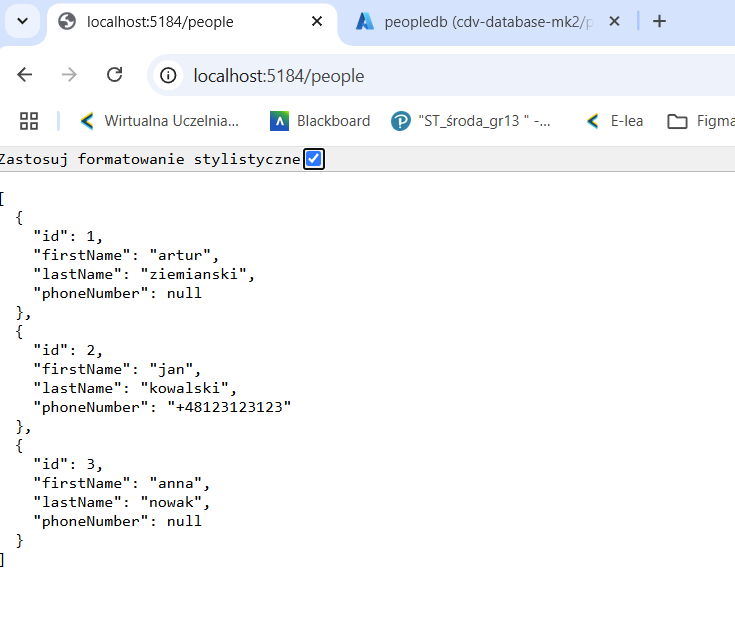 localhost:5184/people
peopledb (cdv-database-mk2/p
localhost:5184/people
Wirtualna Uczelnia...
Blackboard
"ST_środa_gr13 " -...
E-lea
Figma
Zastosuj formatowanie stylistyczne
[
{
"id": 1,
"firstName": "artur",
"lastName": "ziemianski",
"phoneNumber": null
},
{
"id": 2,
"firstName": "jan",
"lastName": "kowalski",
"phoneNumber": "+48123123123"
},
{
"id": 3,
"firstName": "anna",
"lastName": "nowak",
"phoneNumber": null
}
]